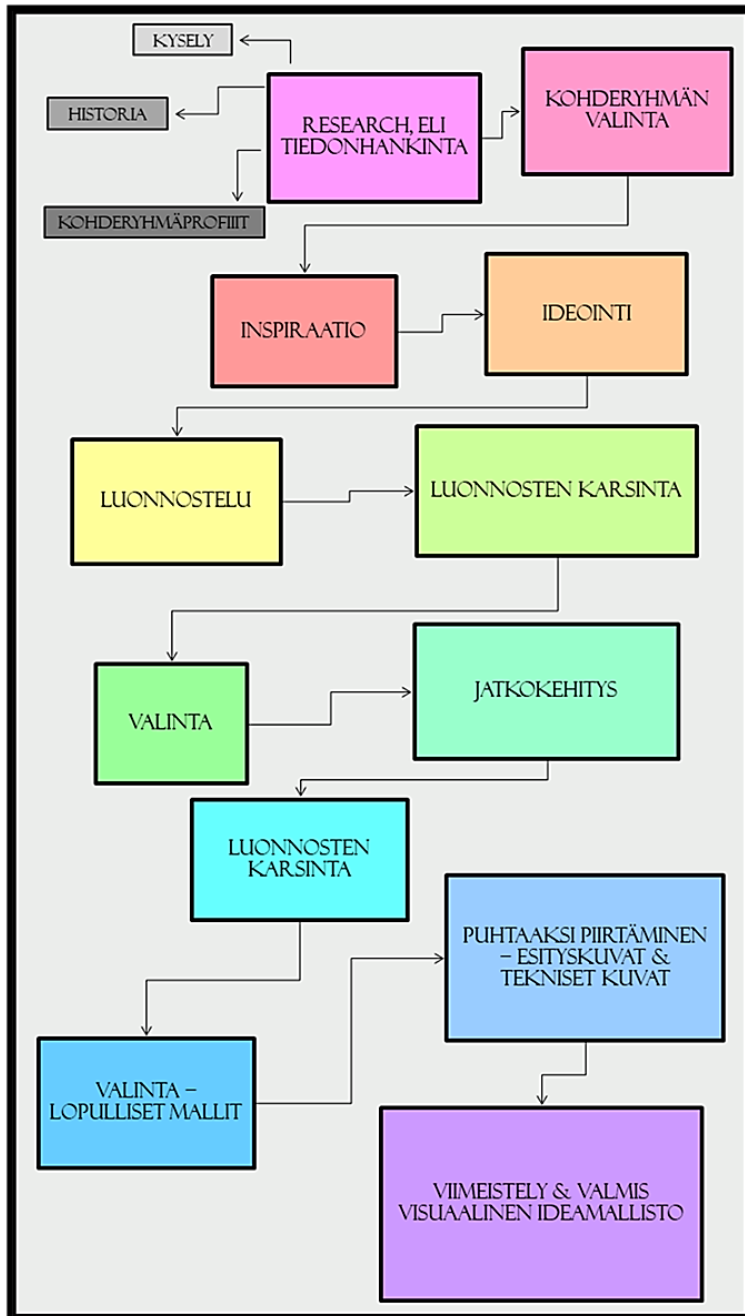 KYSELY
HISTORIA
KOHDERYHMÄPROFIIIT
RESEARCH, ELI
TIEDONHANKINTA
KOHDERYHMÄN
VALINTA
INSPIRAATIO
IDEOINTI
LUONNOSTELU
LUONNOSTEN KARSINTA
VALINTA
JATKOKEHITYS
LUONNOSTEN
KARSINTA
PUHTAAKSI PIIRTÄMINEN
– ESITYSKUVAT &
TEKNISET KUVAT
VALINTA –
LOPULLISET MALLIT
VIIMEISTELY & VALMIS
VISUAALINEN IDEAMALLISTO